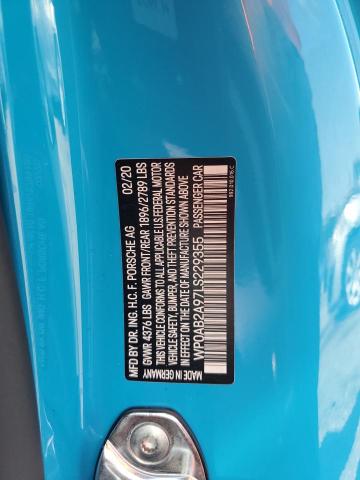 MFD BY DR. ING. H.C. F. PORSCHE AG 02/20
MADE IN GERMANY
GVWR 4376 LBS GAWR FRONT/REAR 1896/2789 LBS
THIS VEHICLE CONFORMS TO ALL APPLICABLE U.S. FEDERAL MOTOR
VEHICLE SAFETY, BUMPER, AND THEFT PREVENTION STANDARDS
IN EFFECT ON THE DATE OF MANUFACTURE SHOWN ABOVE.
WP0AB2A97LS229355 PASSENGER CAR